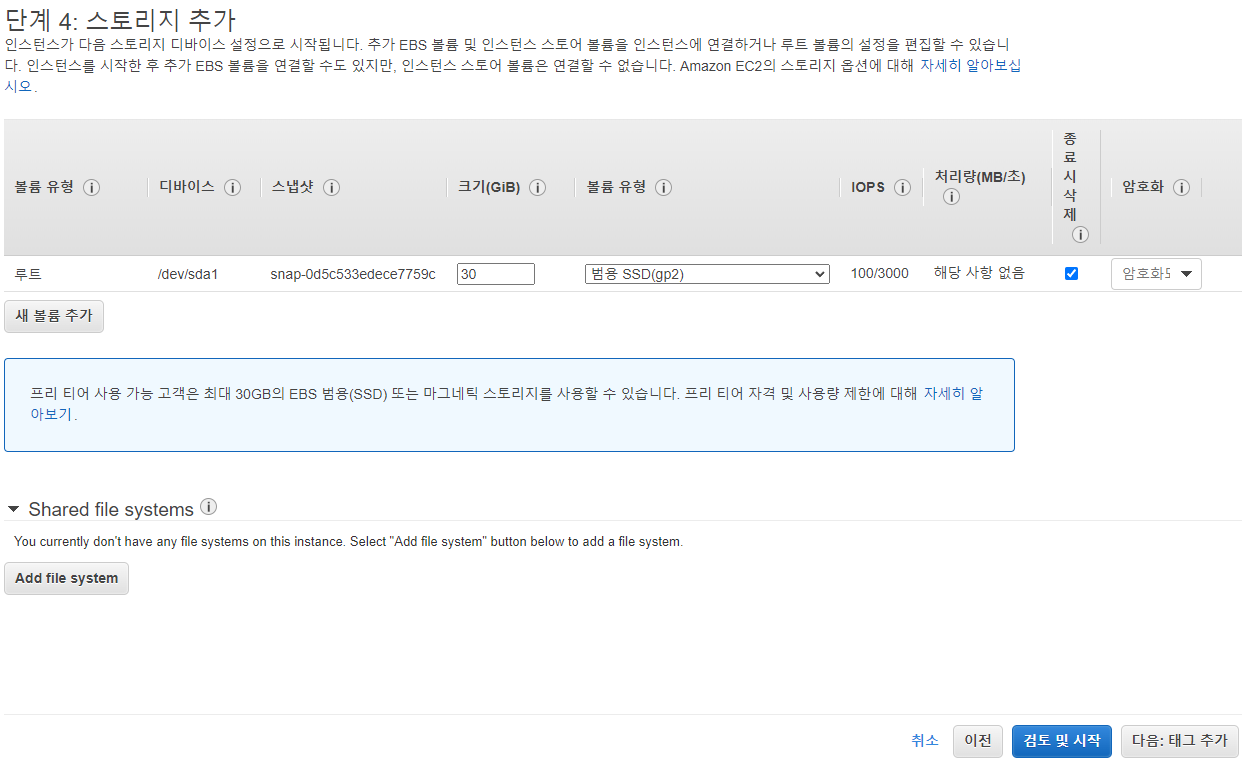 단계 4: 스토리지 추가
인스턴스가 다음 스토리지 디바이스 설정으로 시작됩니다. 추가 EBS 볼륨 및 인스턴스 스토어 볼륨을 인스턴스에 연결하거나 루트 볼륨의 설정을 편집할 수 있습니
다. 인스턴스를 시작한 후 추가 EBS 볼륨을 연결할 수도 있지만, 인스턴스 스토어 볼륨은 연결할 수 없습니다. Amazon EC2의 스토리지 옵션에 대해 자세히 알아보십
시오.
볼륨 유형 디바이스 스냅샷 크기(GiB) 볼륨 유형 IOPS 처리량(MB/초) 종료 시 삭제 암호화
루트 /dev/sda1 snap-0d5c533edece7759c 30 범용 SSD(gp2) 100/3000 해당 사항 없음
새 볼륨 추가
프리 티어 사용 가능 고객은 최대 30GB의 EBS 범용(SSD) 또는 마그네틱 스토리지를 사용할 수 있습니다. 프리 티어 자격 및 사용량 제한에 대해 자세히 알
아보기.
Shared file systems
You currently don't have any file systems on this instance. Select "Add file system" button below to add a file system.
Add file system
취소 이전 검토 및 시작 다음: 태그 추가